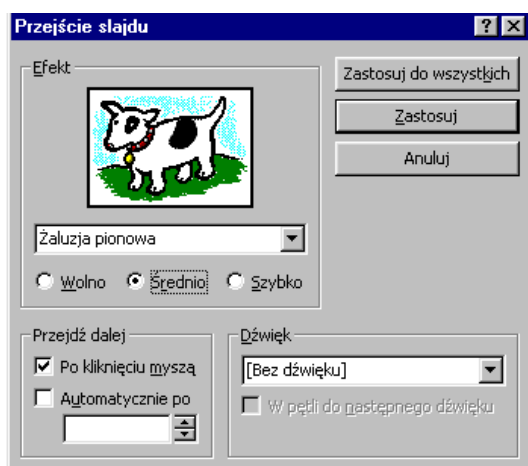 Przejście slajdu
Efekt
Żaluzja pionowa
Wolno Średnio Szybko
Zastosuj do wszystkich
Zastosuj
Anuluj
Przejdź dalej
Po kliknięciu myszą
Automatycznie po
Dźwięk
[Bez dźwięku]
W pętli do następnego dźwięku